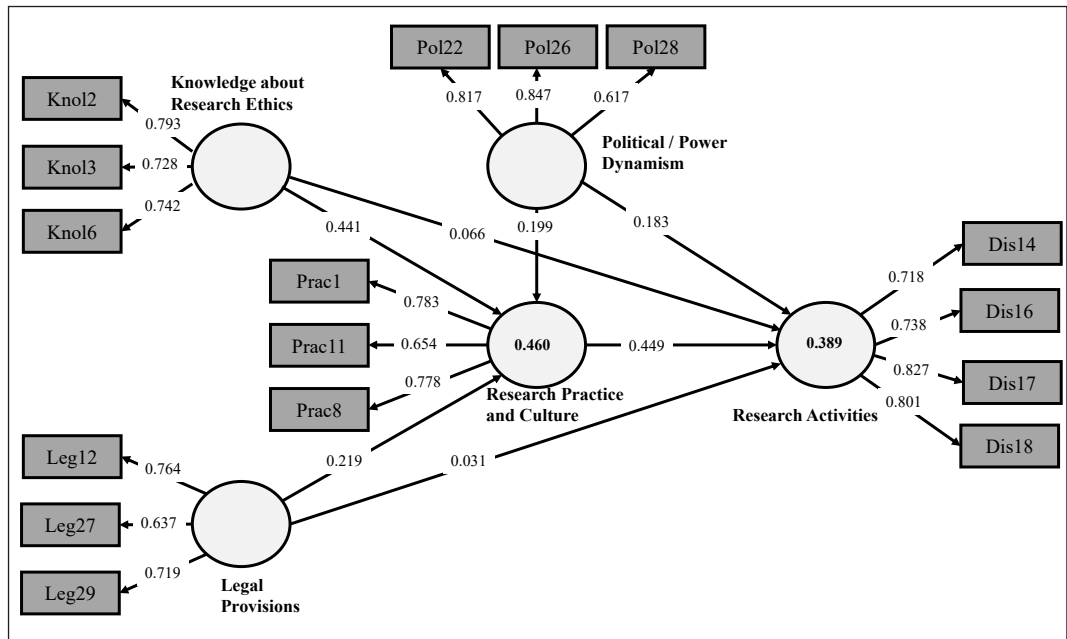 Pol22
Pol26
Pol28
0.817
0.847
0.617
Knowledge about
Research Ethics
Knol2
Knol3
Knol6
0.793
0.728
0.742
Political / Power
Dynamism
0.441
0.066
0.199
0.183
Prac1
Prac11
Prac8
0.783
0.654
0.778
0.460
0.449
0.389
Research Practice
and Culture
Research Activities
Dis14
Dis16
Dis17
Dis18
0.718
0.738
0.827
0.801
Leg12
Leg27
Leg29
0.764
0.637
0.719
0.219
0.031
Legal
Provisions